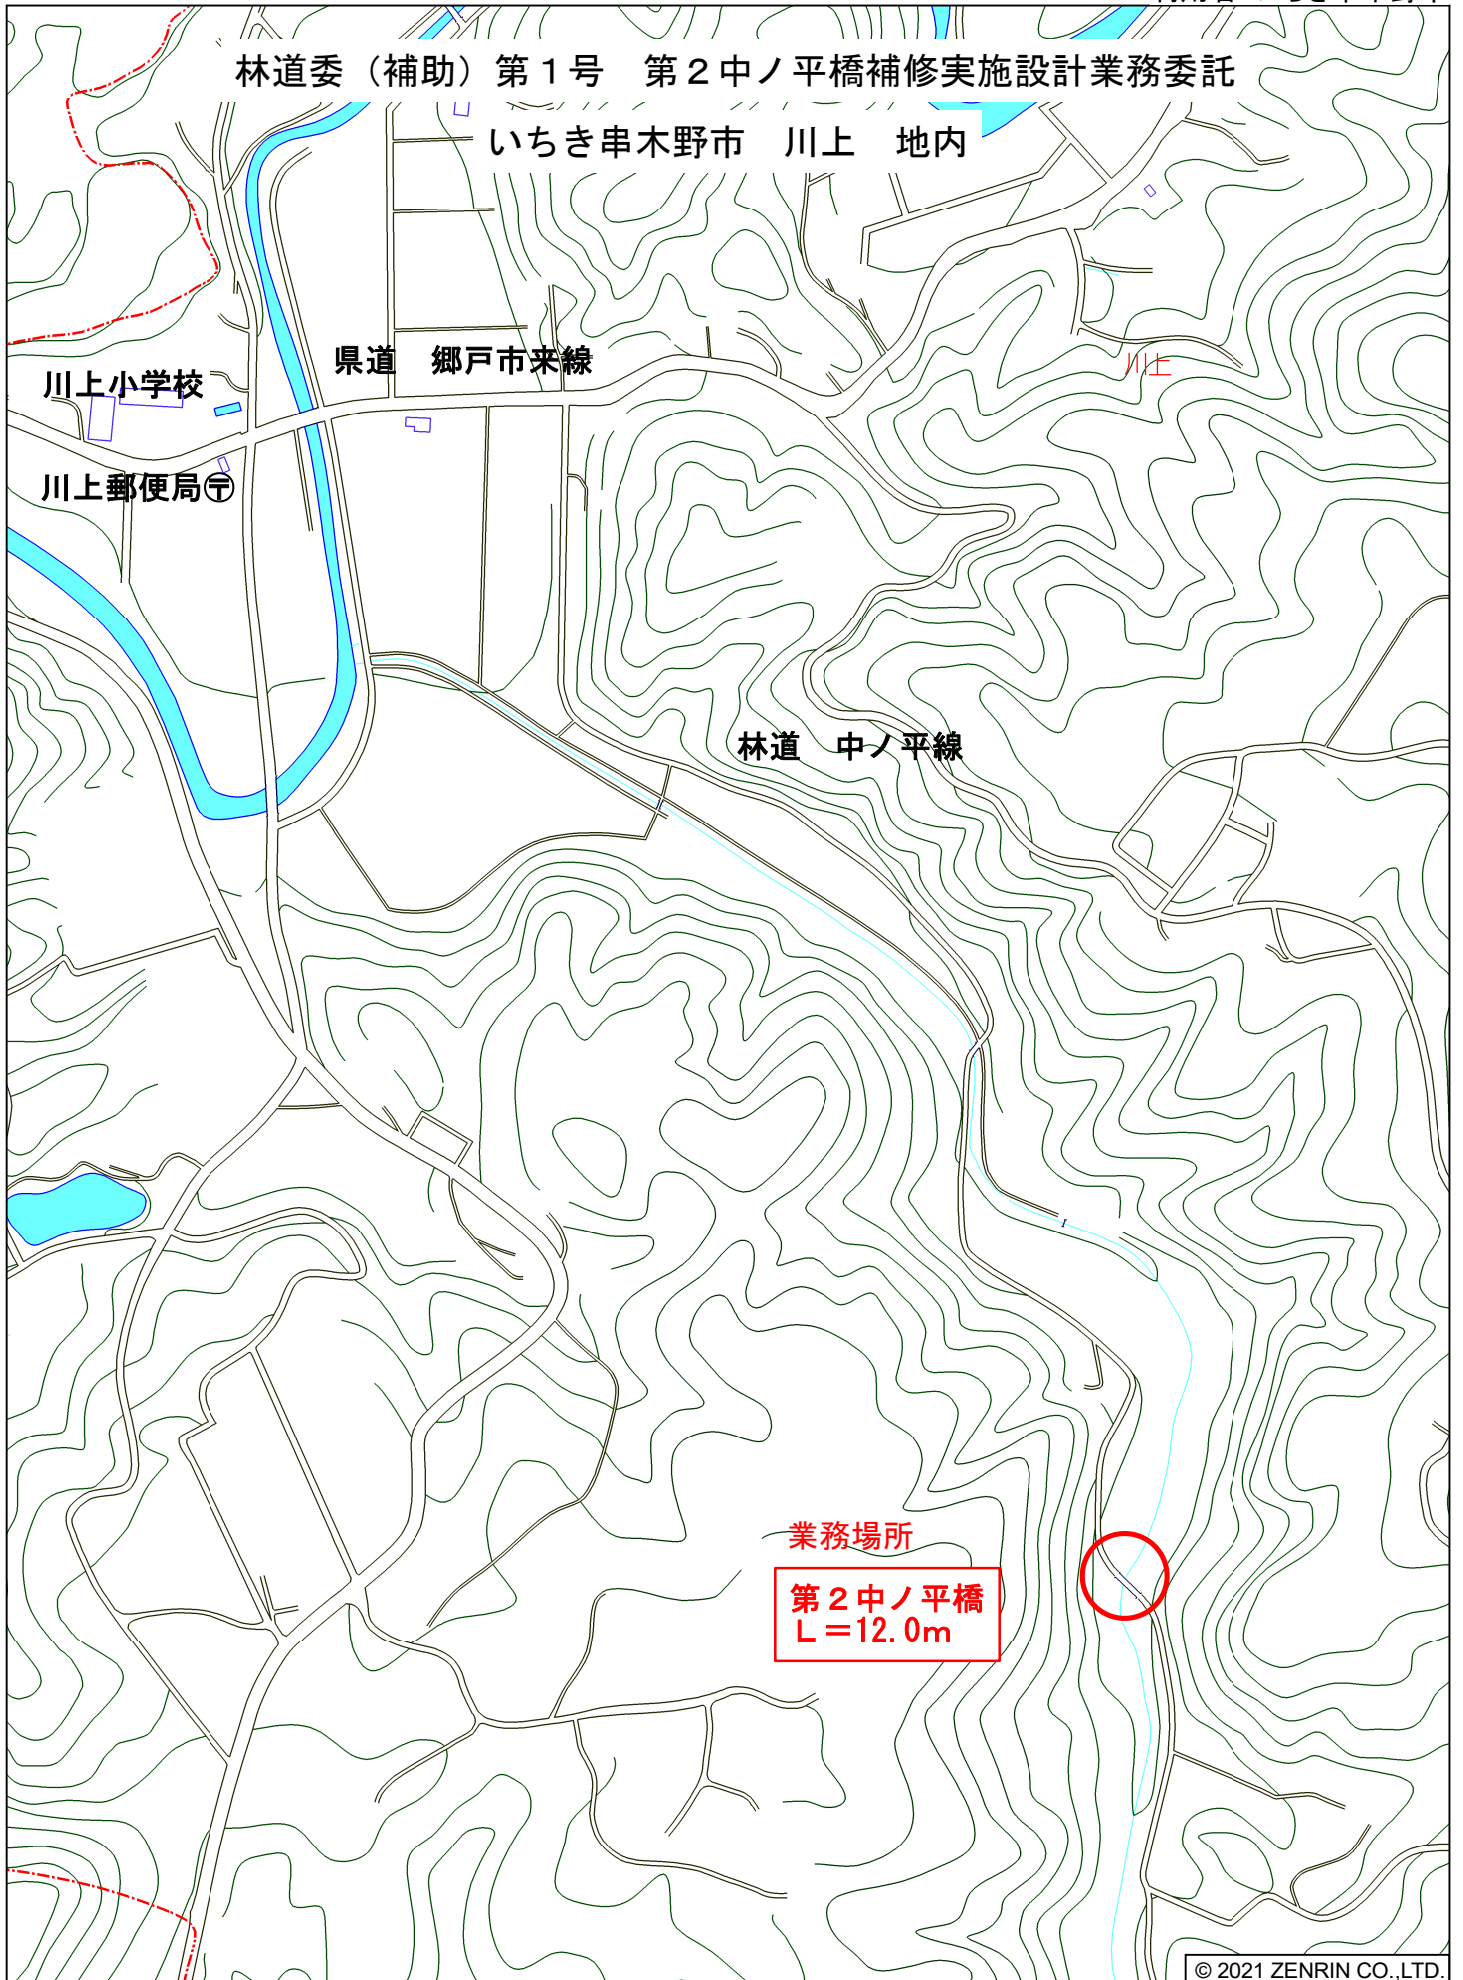 林道委（補助）第１号　第２中ノ平橋補修実施設計業務委託
いちき串木野市　川上　地内
県道　郷戸市来線
川上
川上小学校
川上郵便局〶
林道　中ノ平線
業務場所
第２中ノ平橋
Ｌ＝12.0m
© 2021 ZENRIN CO.,LTD.